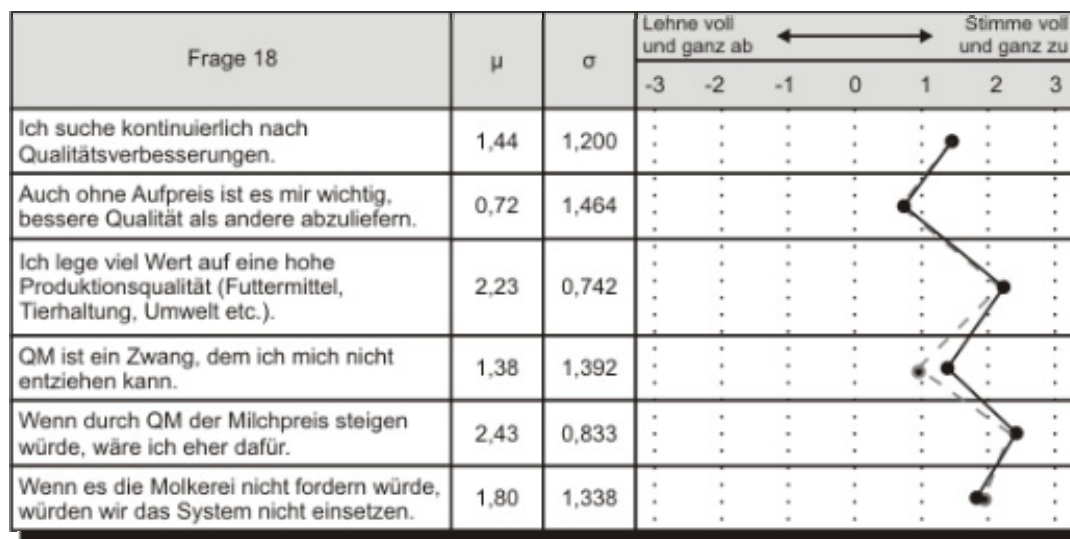 Frage 18
μ
σ
Lehne voll
und ganz ab
Stimme voll
und ganz zu
-3 -2 -1 0 1 2 3
Ich suche kontinuierlich nach
Qualitätsverbesserungen.
1,44
1,200
Auch ohne Aufpreis ist es mir wichtig,
bessere Qualität als andere abzuliefern.
0,72
1,464
Ich lege viel Wert auf eine hohe
Produktionsqualität (Futtermittel,
Tierhaltung, Umwelt etc.).
2,23
0,742
QM ist ein Zwang, dem ich mich nicht
entziehen kann.
1,38
1,392
Wenn durch QM der Milchpreis steigen
würde, wäre ich eher dafür.
2,43
0,833
Wenn es die Molkerei nicht fordern würde,
würden wir das System nicht einsetzen.
1,80
1,338